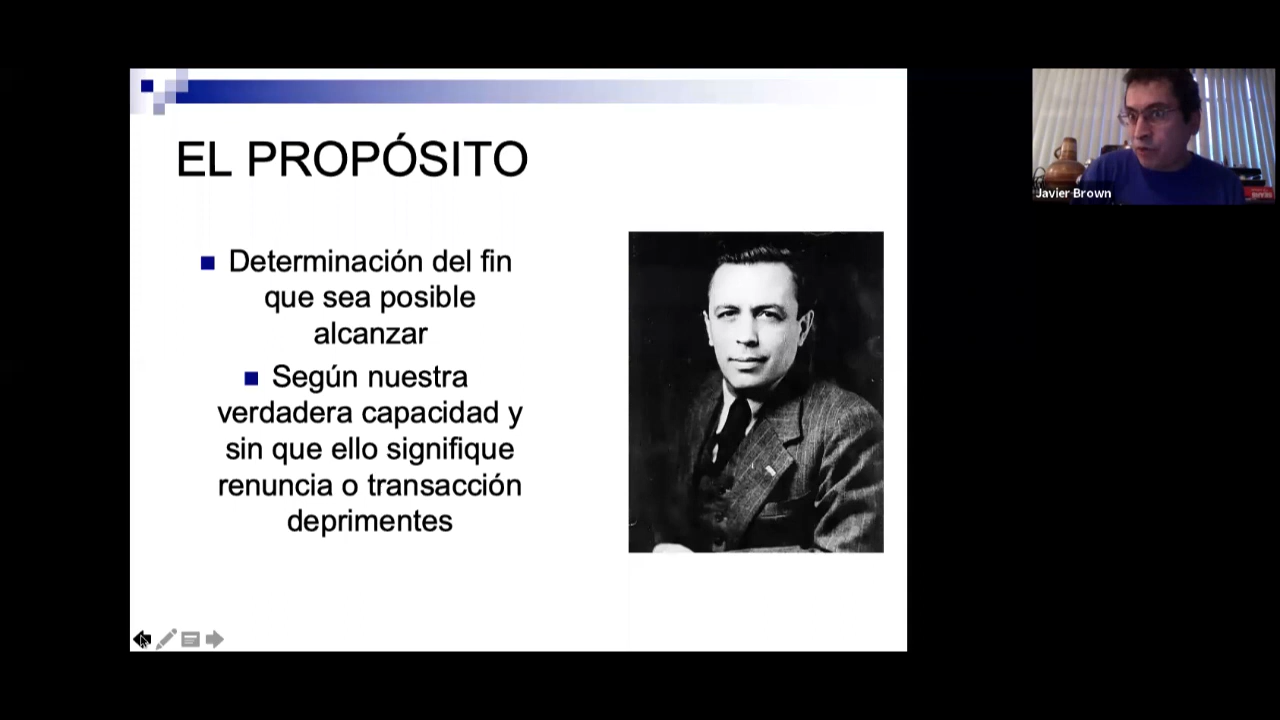 EL PROPÓSITO
Determinación del fin
que sea posible
alcanzar
Según nuestra
verdadera capacidad y
sin que ello signifique
renuncia o transacción
deprimentes
Javier Brown